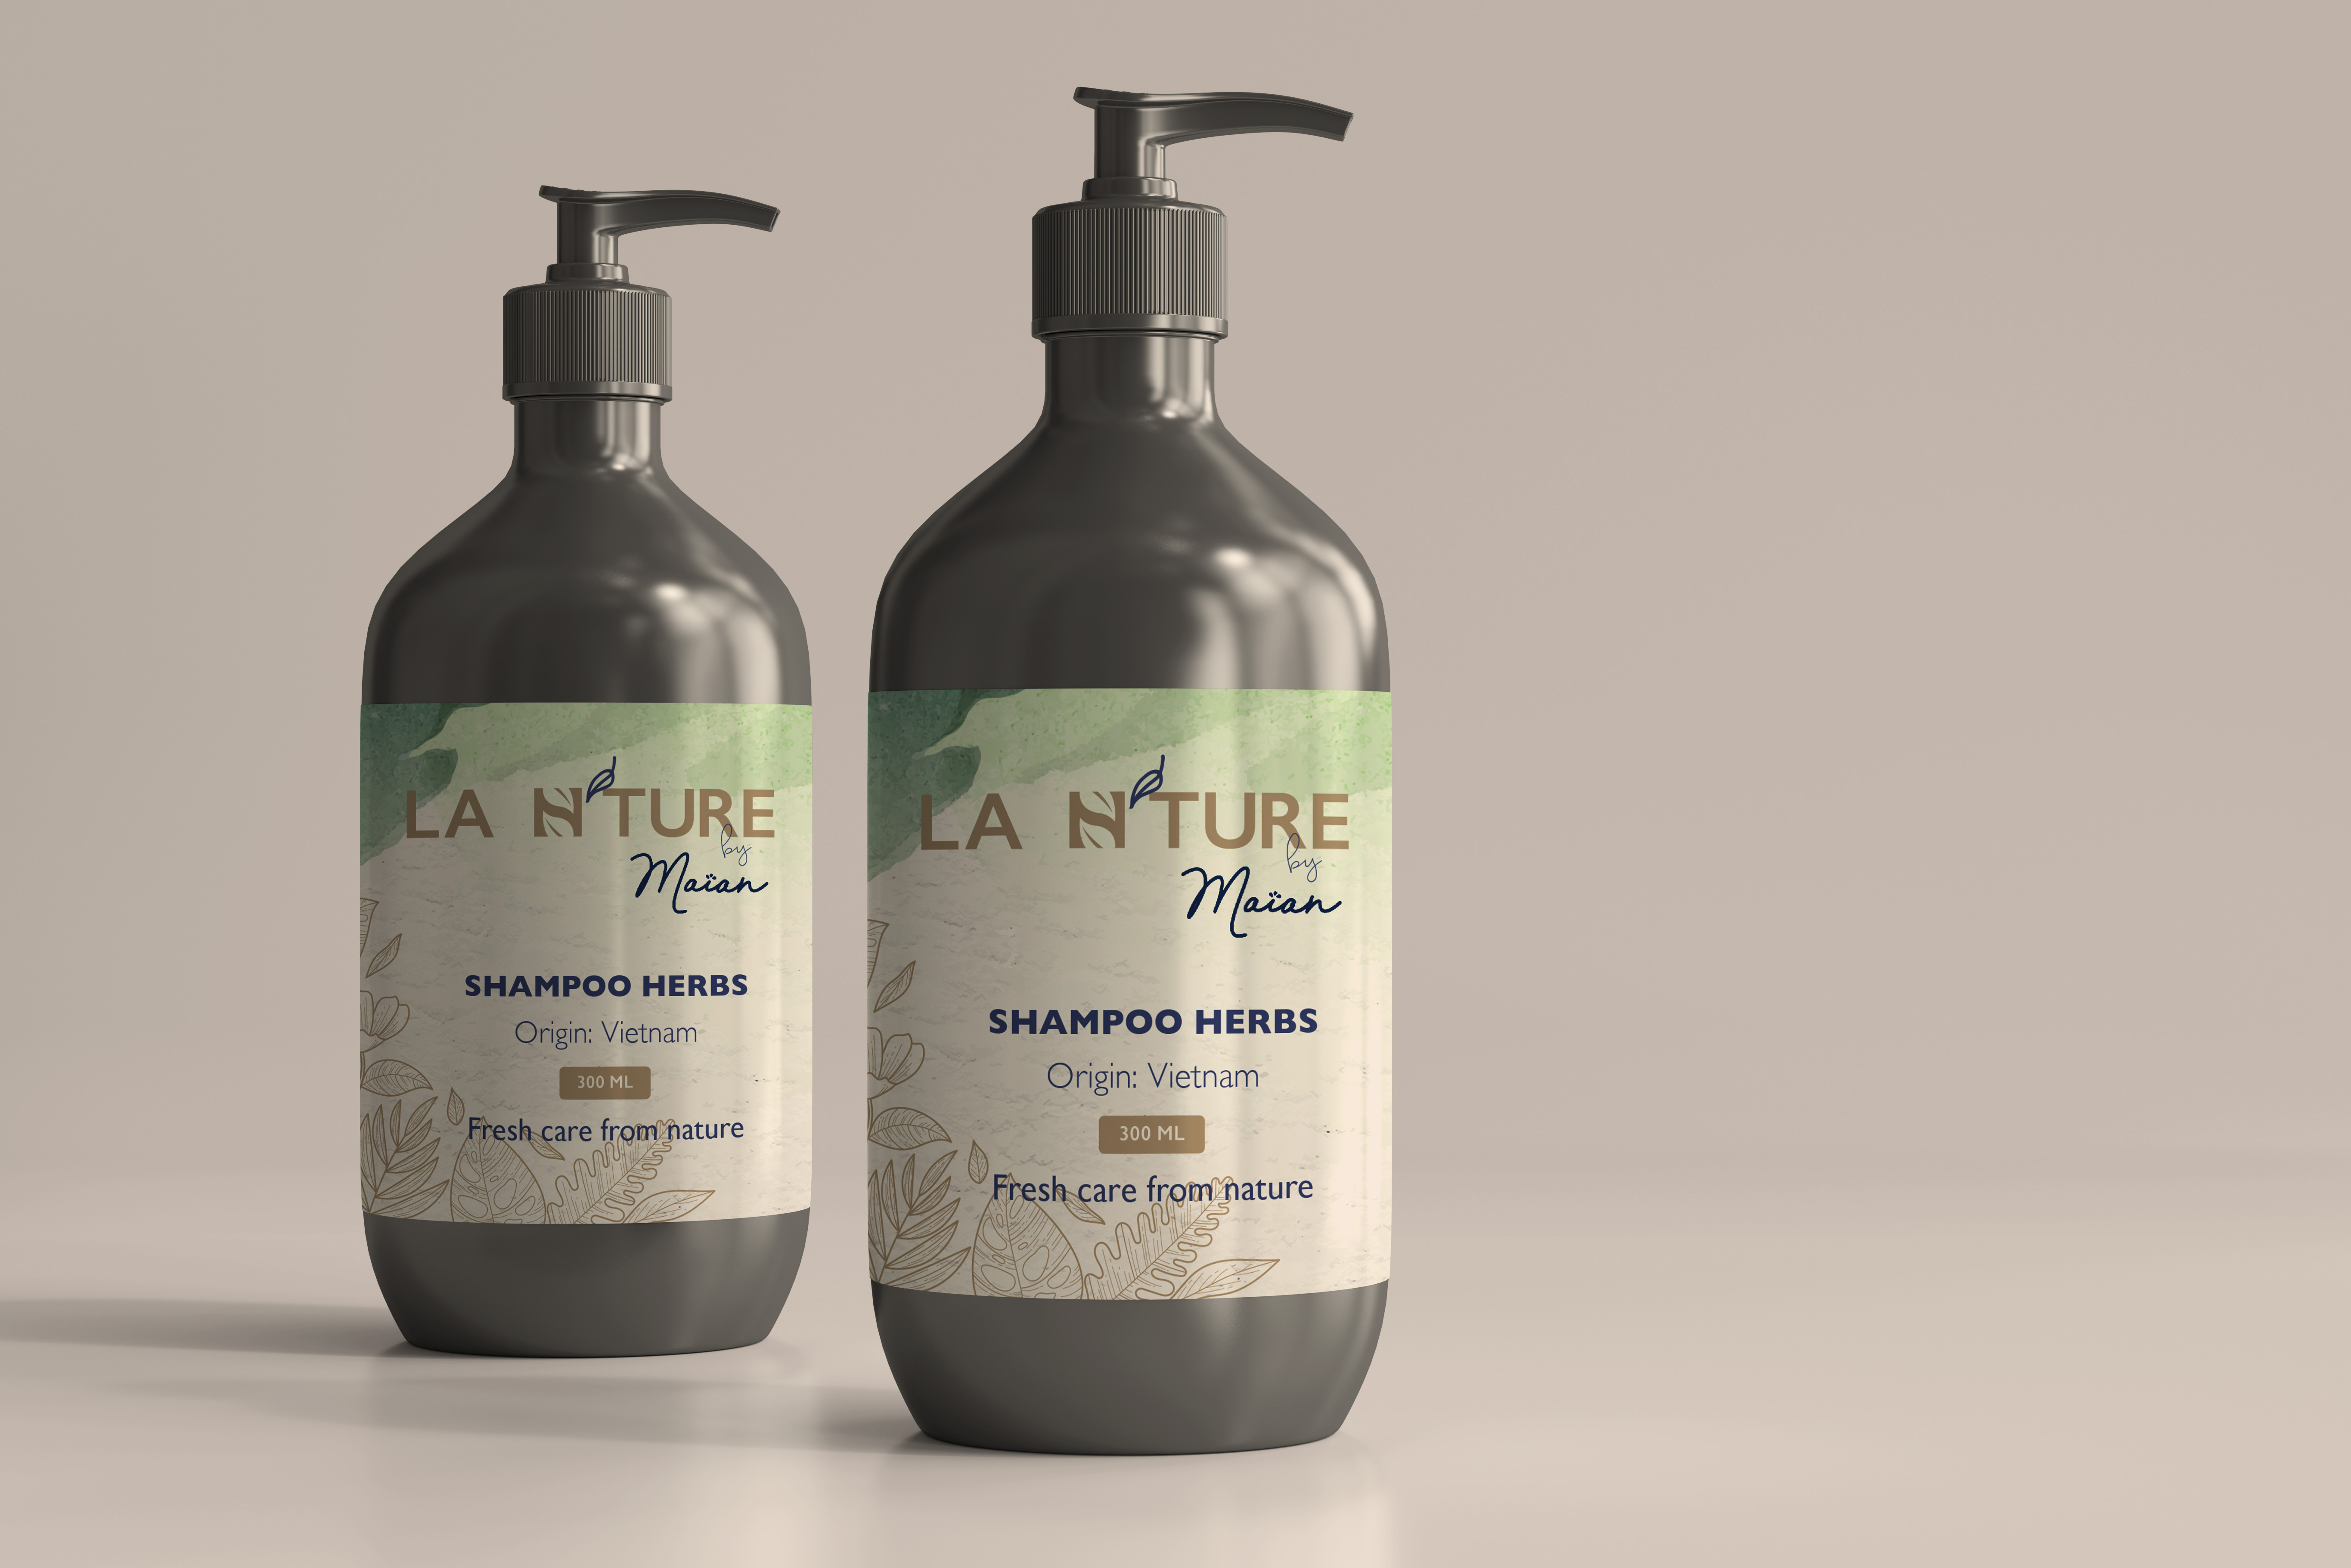 LA N'TURE
by
Maïan
SHAMPOO HERBS
Origin: Vietnam
300 ML
Fresh care from nature
LA N'TURE
by
Maïan
SHAMPOO HERBS
Origin: Vietnam
300 ML
Fresh care from nature